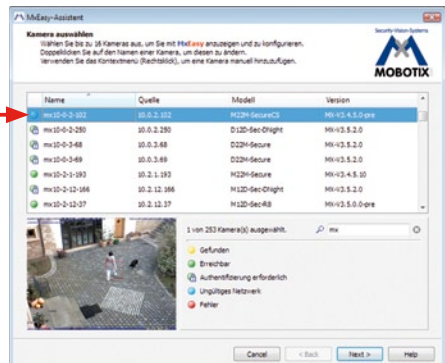 MxEasy-Assistent
Kamera auswählen
Wählen Sie bis zu 16 Kameras aus, um Sie mit MxEasy anzuzeigen und zu konfigurieren.
Doppelklicken Sie auf den Namen einer Kamera, um diesen zu ändern.
Verwenden Sie das Kontextmenü (Rechtsklick), um eine Kamera manuell hinzuzufügen.
Security-Vision-Systems
MOBOTIX
Name Quelle Modell Version
mx10-0-2-102 10.0.2.102 M22M-SecureCS MX-V3.4.5.0-pre
mx10-0-2-250 10.0.2.250 D12D-Sec-DNight MX-V3.5.2.0
mx10-0-3-68 10.0.3.68 D22M-Secure MX-V3.5.2.0
mx10-0-3-69 10.0.3.69 D22M-Secure MX-V3.5.2.0
mx10-2-1-193 10.2.1.193 M22M-Secure MX-V3.4.5.10
mx10-2-12-166 10.2.12.166 M12D-Sec-DNight MX-V3.5.2.0
mx10-2-12-37 10.2.12.37 M12D-Sec-R8 MX-V3.5.0.0-pre
1 von 253 Kamera(s) ausgewählt. mx
Gefunden
Erreichbar
Authentifizierung erforderlich
Ungültiges Netzwerk
Fehler
Cancel < Back Next > Help